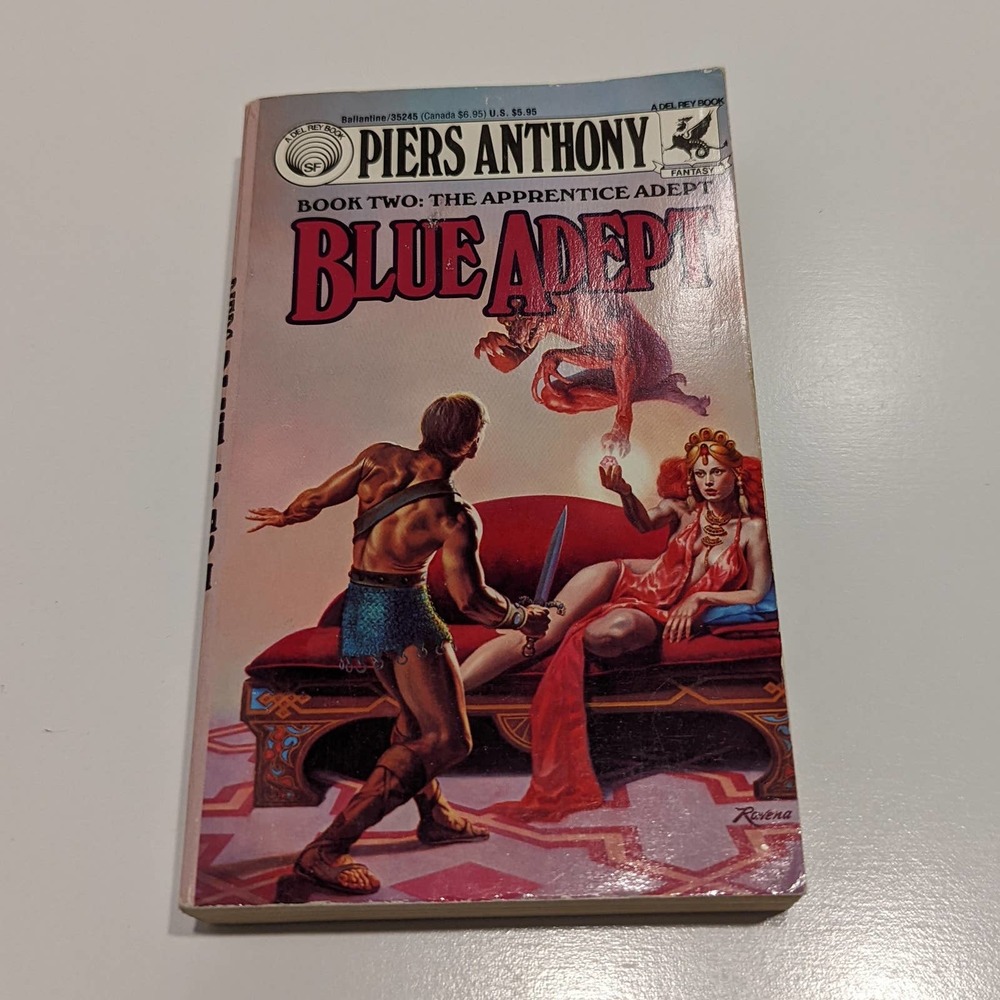 Ballantine/35245 (Canada $6.95) U.S. $5.95
A DEL REY BOOK
SF
PIERS ANTHONY
A DEL REY BOOK
FANTASY
BOOK TWO: THE APPRENTICE ADEPT
BLUE ADEPT
Rowena